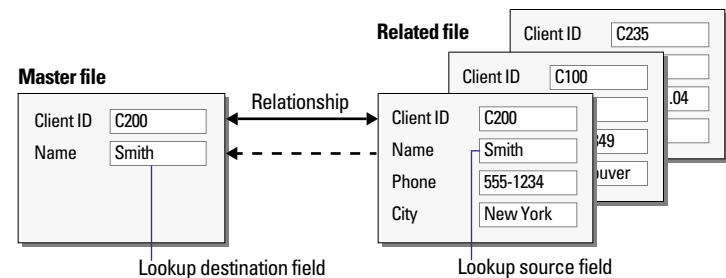 Related file
Client ID C235
Client ID C100
.04
Master file
Relationship
Client ID C200
Name Smith
Client ID C200
Name Smith
Phone 555-1234
City New York
349
ouver
Lookup destination field
Lookup source field